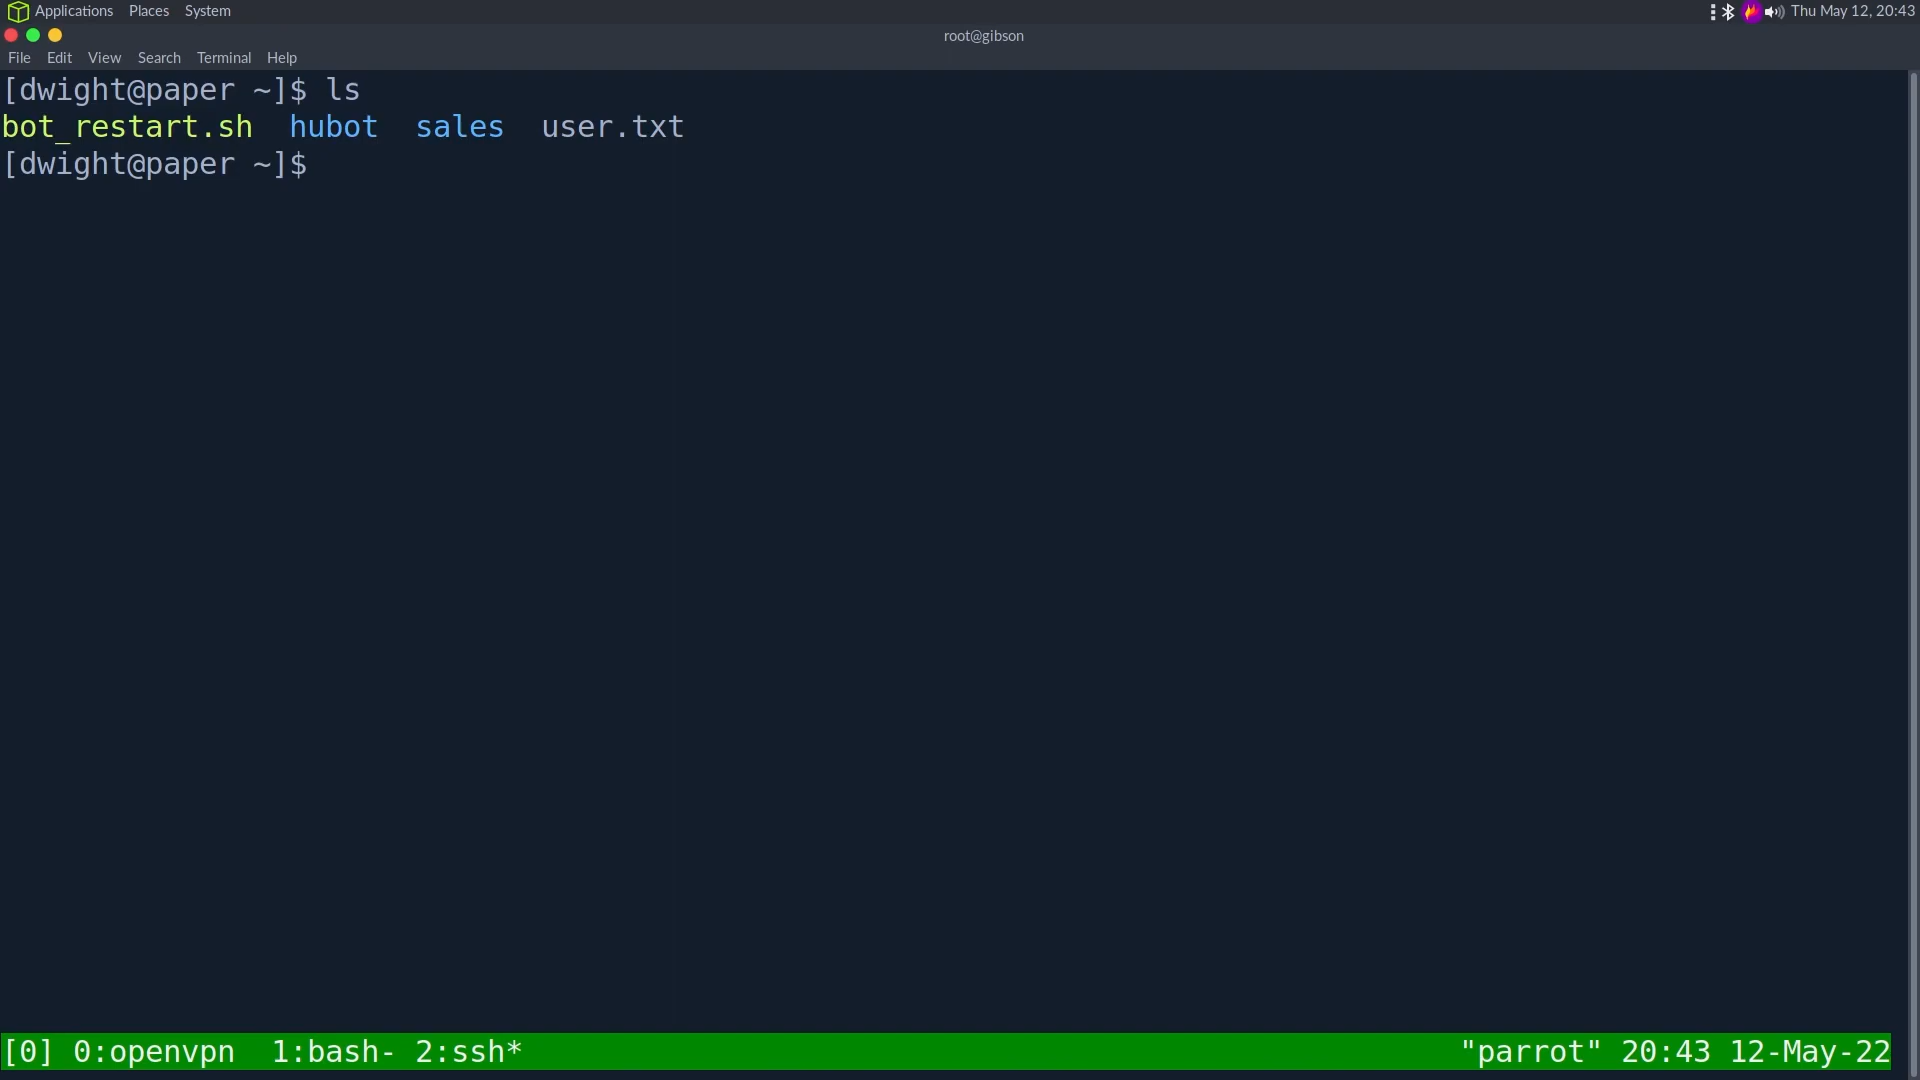 Applications Places System Thu May 12, 20:43
root@gibson
File Edit View Search Terminal Help
[dwight@paper ~]$ ls
bot_restart.sh  hubot  sales  user.txt
[dwight@paper ~]$
[0] 0:openvpn  1:bash- 2:ssh* "parrot" 20:43 12-May-22